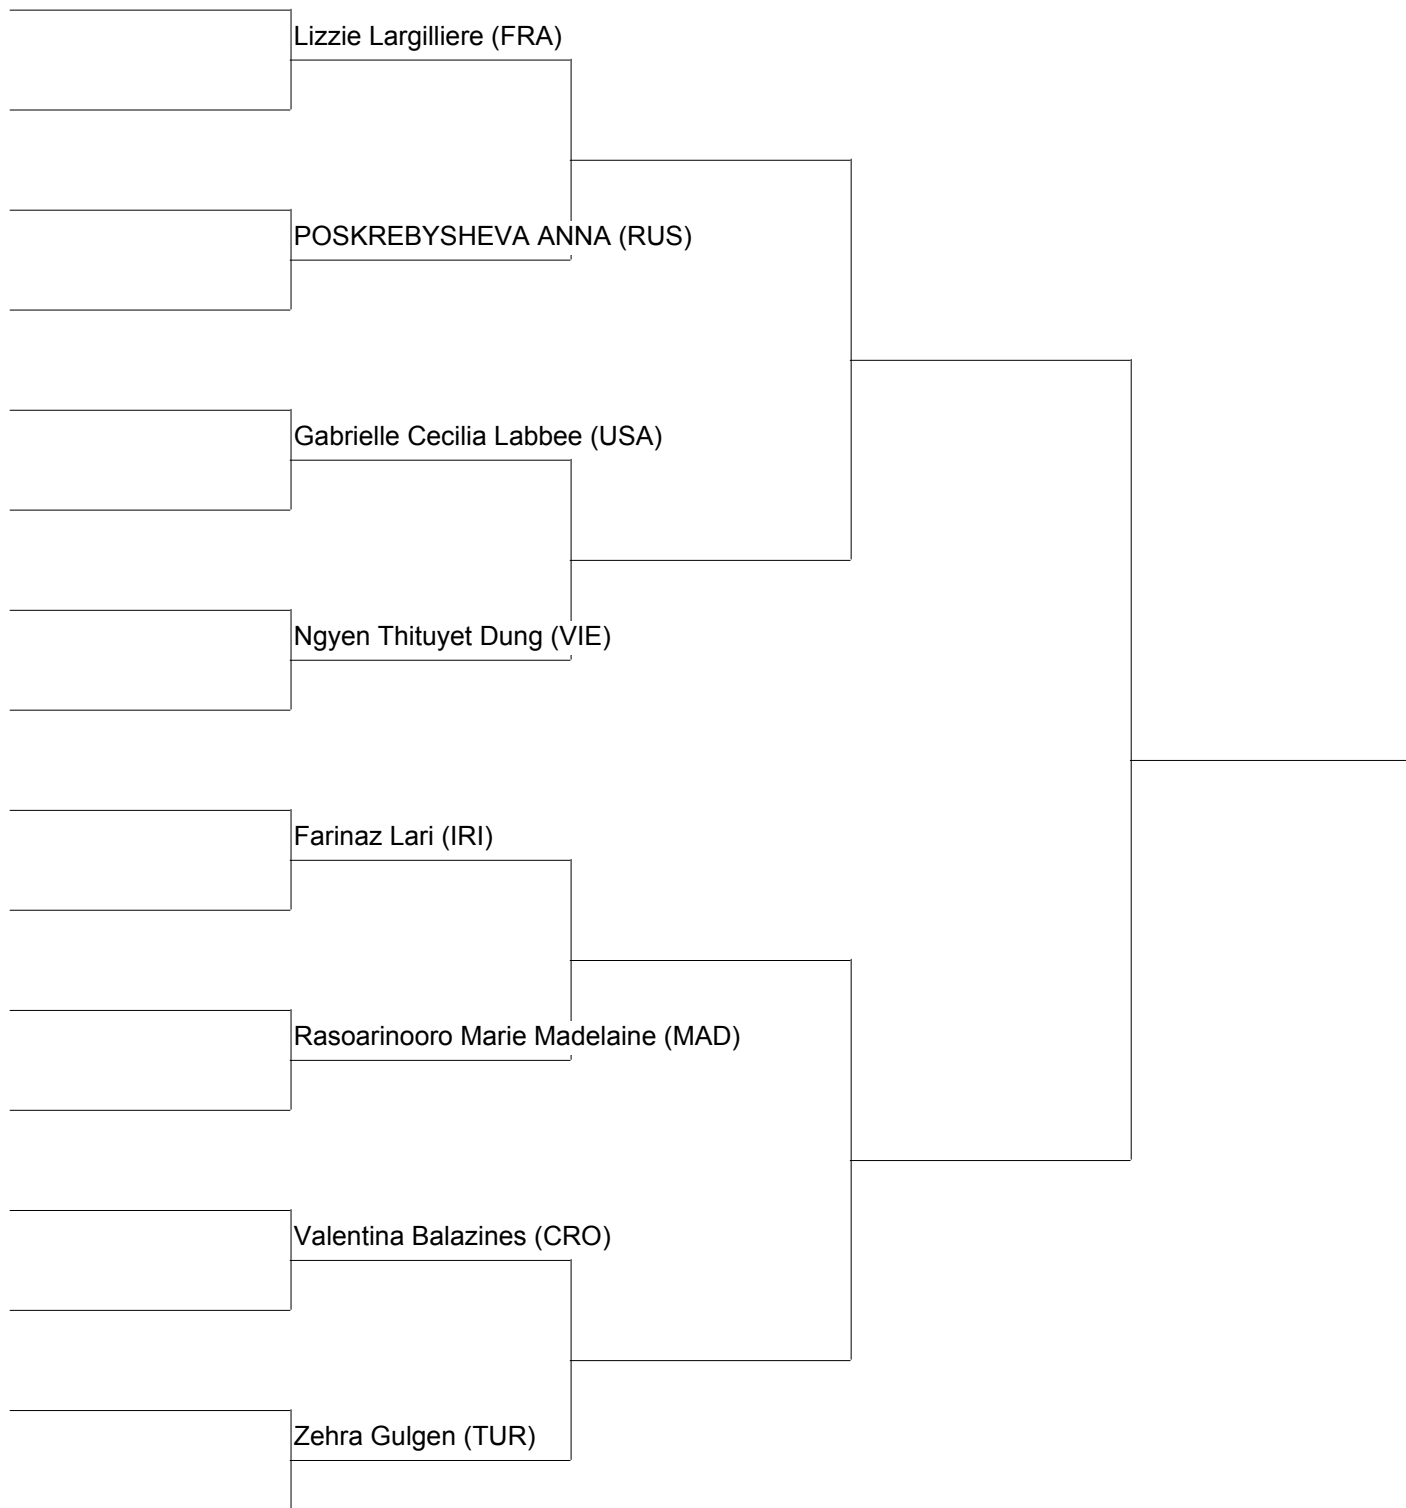 Lizzie Largilliere (FRA)
POSKREBYSHEVA ANNA (RUS)
Gabrielle Cecilia Labbee (USA)
Ngyen Thituyet Dung (VIE)
Farinaz Lari (IRI)
Rasoarinooro Marie Madelaine (MAD)
Valentina Balazines (CRO)
Zehra Gulgen (TUR)